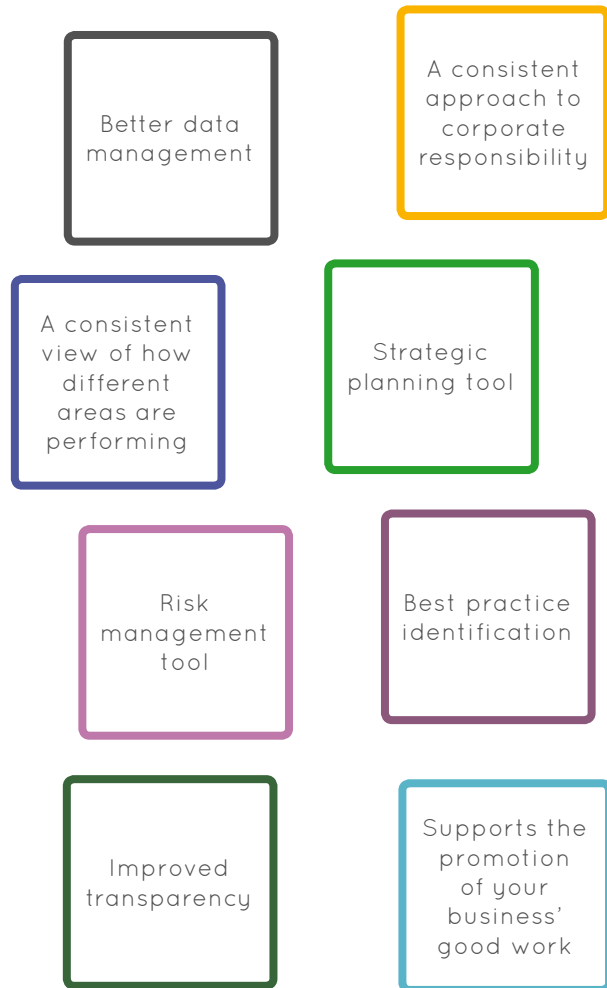 Better data
management
A consistent
approach to
corporate
responsibility
A consistent
view of how
different
areas are
performing
Strategic
planning tool
Risk
management
tool
Best practice
identification
Improved
transparency
Supports the
promotion
of your
business’
good work